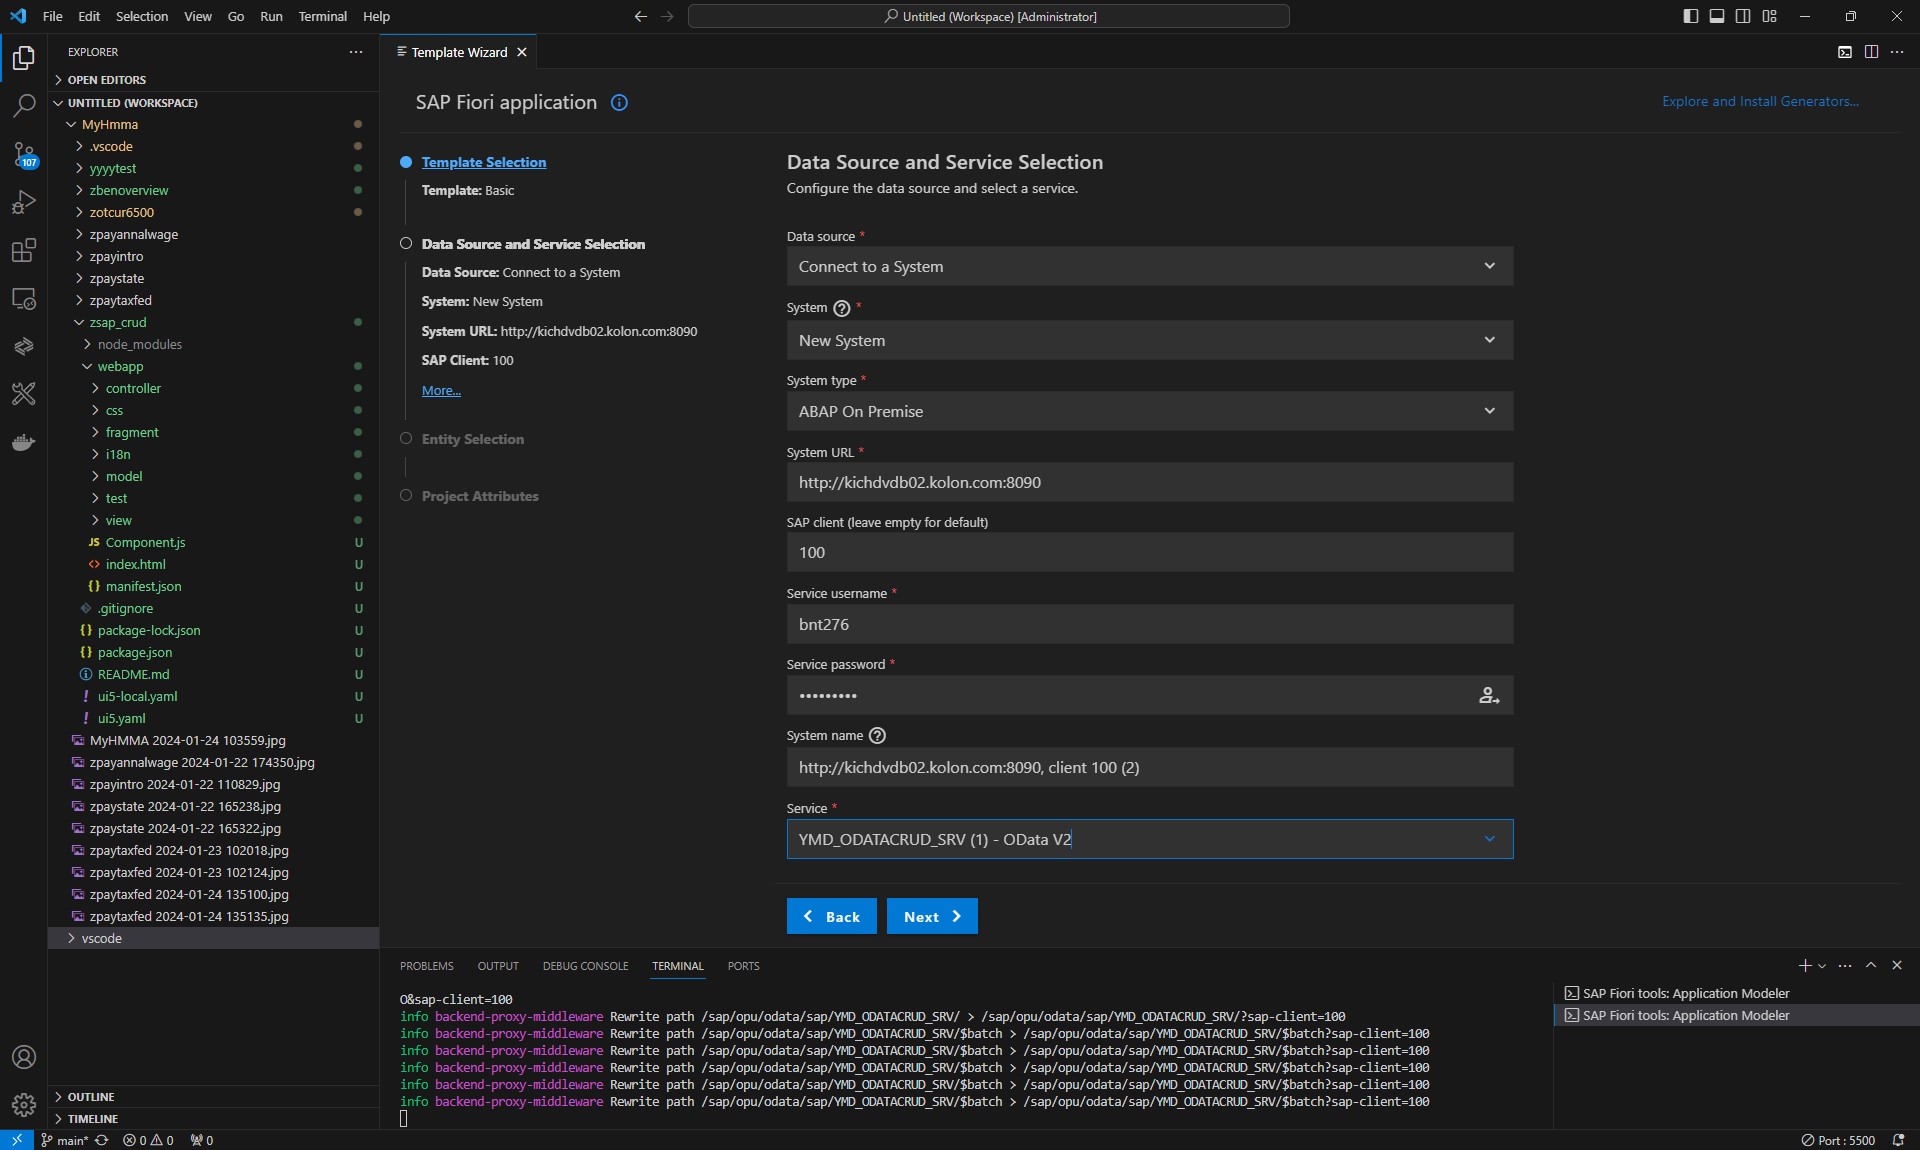 File Edit Selection View Go Run Terminal Help
Untitled (Workspace) [Administrator]
EXPLORER
OPEN EDITORS
UNTITLED (WORKSPACE)
MyHmma
.vscode
yyyytest
zbenoverview
zotcur6500
zpayannalwage
zpayintro
zpaystate
zpaytaxfed
zsap_crud
node_modules
webapp
controller
css
fragment
i18n
model
test
view
JS Component.js U
<> index.html U
{} manifest.json U
.gitignore U
{} package-lock.json U
{} package.json U
README.md U
! ui5-local.yaml U
! ui5.yaml U
MyHMMA 2024-01-24 103559.jpg
zpayannalwage 2024-01-22 174350.jpg
zpayintro 2024-01-22 110829.jpg
zpaystate 2024-01-22 165238.jpg
zpaystate 2024-01-22 165322.jpg
zpaytaxfed 2024-01-23 102018.jpg
zpaytaxfed 2024-01-23 102124.jpg
zpaytaxfed 2024-01-24 135100.jpg
zpaytaxfed 2024-01-24 135135.jpg
vscode
OUTLINE
TIMELINE
107
Template Wizard
SAP Fiori application
Explore and Install Generators...
Template Selection
Template: Basic
Data Source and Service Selection
Data Source: Connect to a System
System: New System
System URL: http://kichdvdb02.kolon.com:8090
SAP Client: 100
More...
Entity Selection
Project Attributes
Data Source and Service Selection
Configure the data source and select a service.
Data source *
Connect to a System
System *
New System
System type *
ABAP On Premise
System URL *
http://kichdvdb02.kolon.com:8090
SAP client (leave empty for default)
100
Service username *
bnt276
Service password *
•••••••••
System name
http://kichdvdb02.kolon.com:8090, client 100 (2)
Service *
YMD_ODATACRUD_SRV (1) - OData V2
Back Next
PROBLEMS OUTPUT DEBUG CONSOLE TERMINAL PORTS
O&sap-client=100
info backend-proxy-middleware Rewrite path /sap/opu/odata/sap/YMD_ODATACRUD_SRV/ > /sap/opu/odata/sap/YMD_ODATACRUD_SRV/?sap-client=100
info backend-proxy-middleware Rewrite path /sap/opu/odata/sap/YMD_ODATACRUD_SRV/$batch > /sap/opu/odata/sap/YMD_ODATACRUD_SRV/$batch?sap-client=100
info backend-proxy-middleware Rewrite path /sap/opu/odata/sap/YMD_ODATACRUD_SRV/$batch > /sap/opu/odata/sap/YMD_ODATACRUD_SRV/$batch?sap-client=100
info backend-proxy-middleware Rewrite path /sap/opu/odata/sap/YMD_ODATACRUD_SRV/$batch > /sap/opu/odata/sap/YMD_ODATACRUD_SRV/$batch?sap-client=100
info backend-proxy-middleware Rewrite path /sap/opu/odata/sap/YMD_ODATACRUD_SRV/$batch > /sap/opu/odata/sap/YMD_ODATACRUD_SRV/$batch?sap-client=100
info backend-proxy-middleware Rewrite path /sap/opu/odata/sap/YMD_ODATACRUD_SRV/$batch > /sap/opu/odata/sap/YMD_ODATACRUD_SRV/$batch?sap-client=100
SAP Fiori tools: Application Modeler
SAP Fiori tools: Application Modeler
main* 0 0 0
Port : 5500